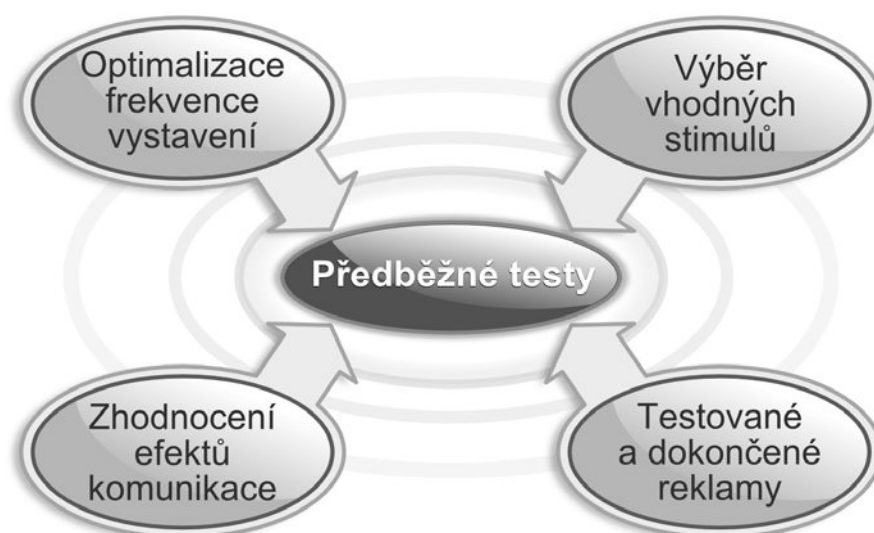 Optimalizace
frekvence
vystavení
Výběr
vhodných
stimulů
Předběžné testy
Zhodnocení
efektů
komunikace
Testované
a dokončené
reklamy